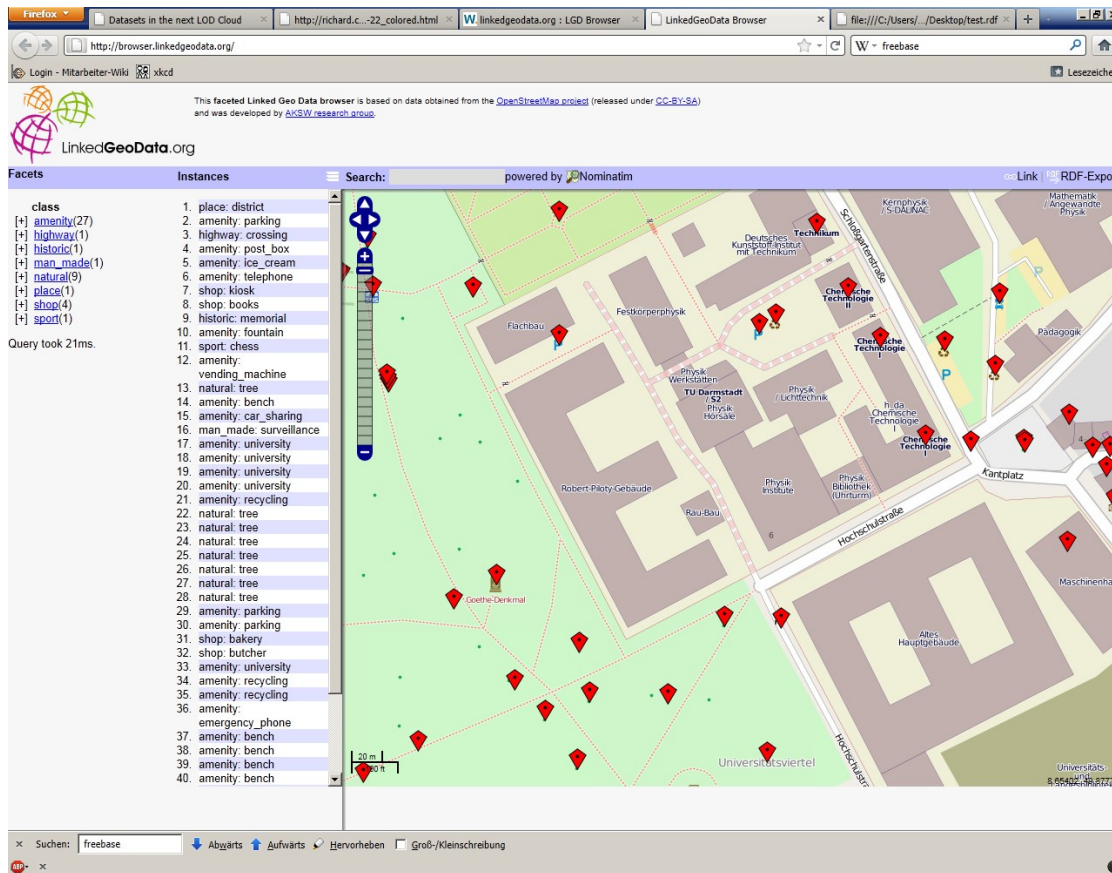 Firefox
Datasets in the next LOD Cloud
http://richard.c...-22_colored.html
W. linkedgeodata.org : LGD Browser
LinkedGeoData Browser
file:///C:/Users/.../Desktop/test.rdf
http://browser.linkedgeodata.org/
W freebase
Login - Mitarbeiter-Wiki xkcd
Lesezeiche
This faceted Linked Geo Data browser is based on data obtained from the OpenStreetMap project (released under CC-BY-SA)
and was developed by AKSW research group.
LinkedGeoData.org
Facets
Instances
Search: powered by Nominatim
Link | RDF-Expo
class
[+] amenity(27)
[+] highway(1)
[+] historic(1)
[+] man_made(1)
[+] natural(9)
[+] place(1)
[+] shop(4)
[+] sport(1)
Query took 21ms.
1. place: district
2. amenity: parking
3. highway: crossing
4. amenity: post_box
5. amenity: ice_cream
6. amenity: telephone
7. shop: kiosk
8. shop: books
9. historic: memorial
10. amenity: fountain
11. sport: chess
12. amenity:
vending_machine
13. natural: tree
14. amenity: bench
15. amenity: car_sharing
16. man_made: surveillance
17. amenity: university
18. amenity: university
19. amenity: university
20. amenity: university
21. amenity: recycling
22. natural: tree
23. natural: tree
24. natural: tree
25. natural: tree
26. natural: tree
27. natural: tree
28. natural: tree
29. amenity: parking
30. amenity: parking
31. shop: bakery
32. shop: butcher
33. amenity: university
34. amenity: recycling
35. amenity: recycling
36. amenity:
emergency_phone
37. amenity: bench
38. amenity: bench
39. amenity: bench
40. amenity: bench
Kernphysik
/ S-DALINAC
Mathematik
/ Angewandte
Physik
Schloßgartenstraße
Technikum
Deutsches
Kunststoff-Institut
mit Technikum
P
Chemische
Technologie
II
Festkörperphysik
Flachbau
P
P
Chemische
Technologie
I
Pädagogik
P
Physik
Werkstätten
TU Darmstadt
/ S2
Physik
Hörsäle
Physik
/ Lichttechnik
h_da
Chemische
Technologie
I
Chemische
Technologie
I
4
Kantplatz
Robert-Piloty-Gebäude
Physik
Institute
Physik
Bibliothek
(Uhrturm)
Rau-Bau
6
Hochschulstraße
Goethe-Denkmal
Maschinenha
Altes
Hauptgebäude
Hochschulstra
20 m
Universitätsviertel
Universitäts-
und
Suchen: freebase Abwärts Aufwärts Hervorheben Groß-/Kleinschreibung
ABP